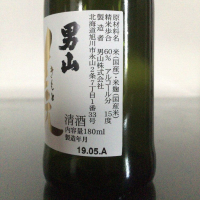 原材料名 米(国産)・米麹(国産米)
精米歩合 60% アルコール分 15度
製造者 男山株式会社
北海道旭川市永山2条7丁目1番33号
男山
清酒
内容量180ml
製造年月
19.05.A